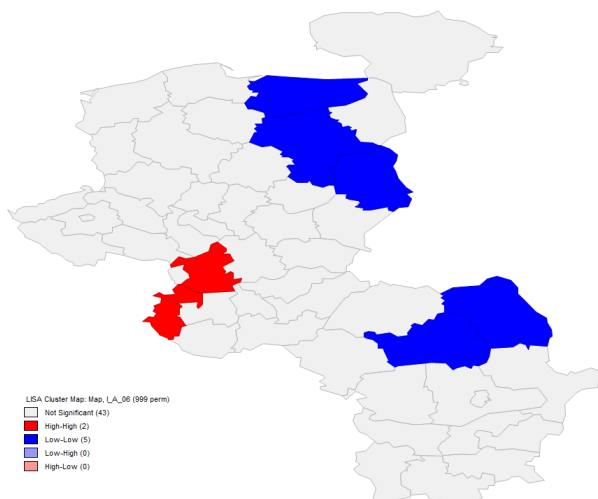 LISA Cluster Map: Map, I_A_06 (999 perm)
Not Significant (43)
High-High (2)
Low-Low (5)
Low-High (0)
High-Low (0)